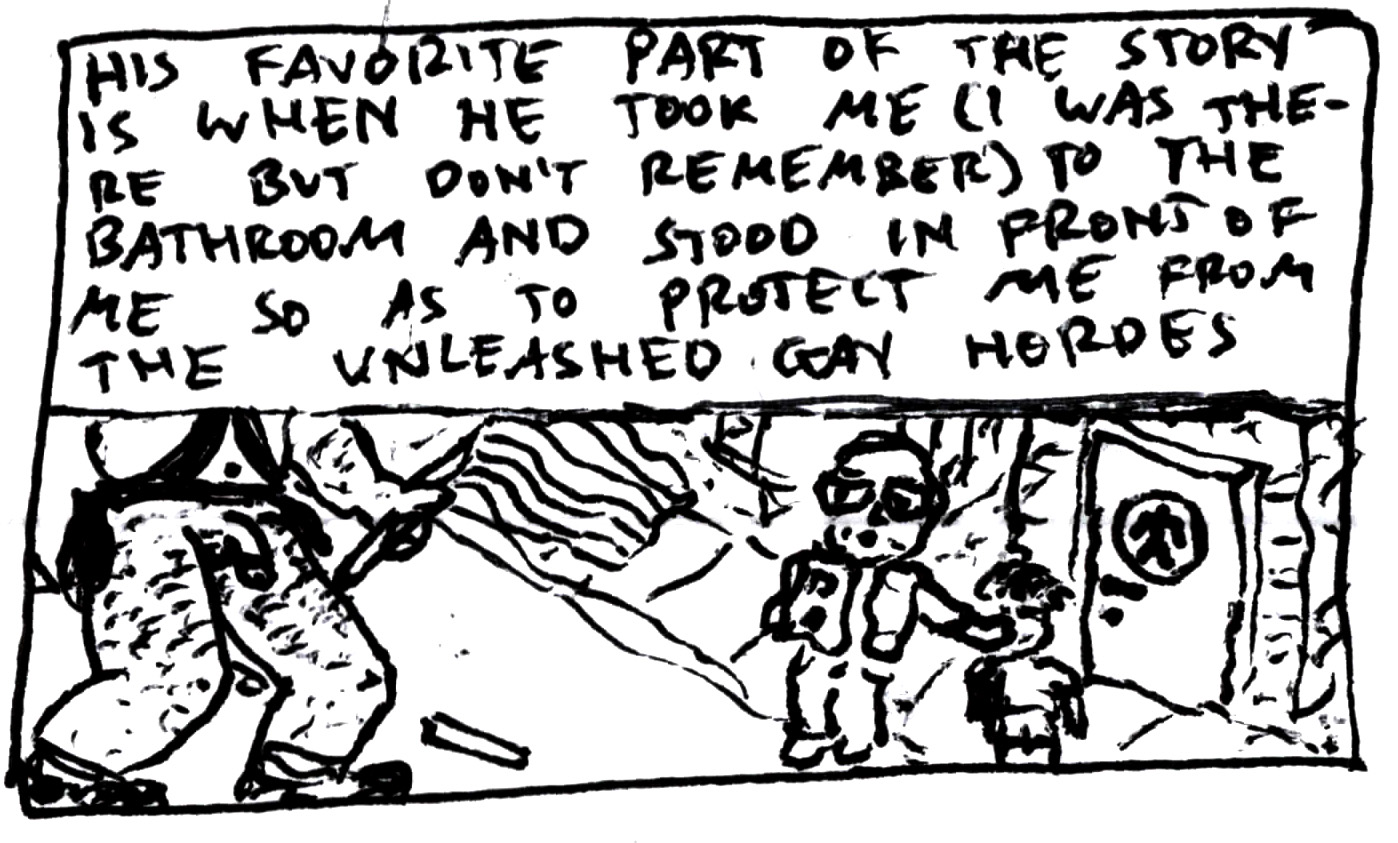 HIS FAVORITE PART OF THE STORY
IS WHEN HE TOOK ME (I WAS THE-
RE BUT DON'T REMEMBER) TO THE
BATHROOM AND STOOD IN FRONT OF
ME SO AS TO PROTECT ME FROM
THE UNLEASHED GAY HORDES